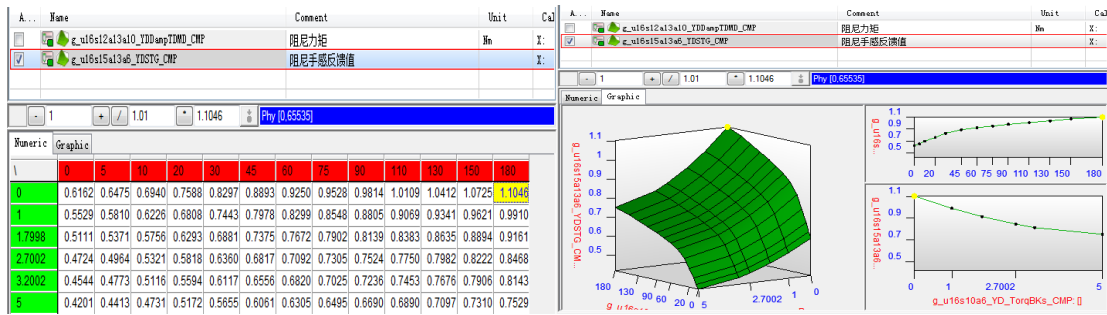 A... Name Comment Unit Cal
g_u16s12a13a10_YDDampTDMD_CMP 阻尼力矩 Nm X:
g_u16s15a13a6_YDSTG_CMP 阻尼手感反馈值 X:
- 1 + / 1.01 * 1.1046 Phy [0,65535]
Numeric Graphic
\ 0 5 10 20 30 45 60 75 90 110 130 150 180
0 0.6162 0.6475 0.6940 0.7588 0.8297 0.8893 0.9250 0.9528 0.9814 1.0109 1.0412 1.0725 1.1046
1 0.5529 0.5810 0.6226 0.6808 0.7443 0.7978 0.8299 0.8548 0.8805 0.9069 0.9341 0.9621 0.9910
1.7998 0.5111 0.5371 0.5756 0.6293 0.6881 0.7375 0.7672 0.7902 0.8139 0.8383 0.8635 0.8894 0.9161
2.7002 0.4724 0.4964 0.5321 0.5818 0.6360 0.6817 0.7092 0.7305 0.7524 0.7750 0.7982 0.8222 0.8468
3.2002 0.4544 0.4773 0.5116 0.5594 0.6117 0.6556 0.6820 0.7025 0.7236 0.7453 0.7676 0.7906 0.8143
5 0.4201 0.4413 0.4731 0.5172 0.5655 0.6061 0.6305 0.6495 0.6690 0.6890 0.7097 0.7310 0.7529
A... Name Comment Unit Cal
g_u16s12a13a10_YDDampTDMD_CMP 阻尼力矩 Nm X:
g_u16s15a13a6_YDSTG_CMP 阻尼手感反馈值 X:
- 1 + / 1.01 * 1.1046 Phy [0,65535]
Numeric Graphic
1.1
1
0.9
0.8
0.7
0.6
0.5
g_u16s15a13a6_YDSTG_CM...
180 130 90 60 20 0
5 2.7002 1 0
1.1
0.9
0.7
0.5
g_u16s...
0 20 45 60 75 90 110 130 150 180
1.1
0.9
0.7
0.5
g_u16s15a13a6...
0 1 2.7002 5
g_u16s10a6_YD_TorqBKs_CMP: []